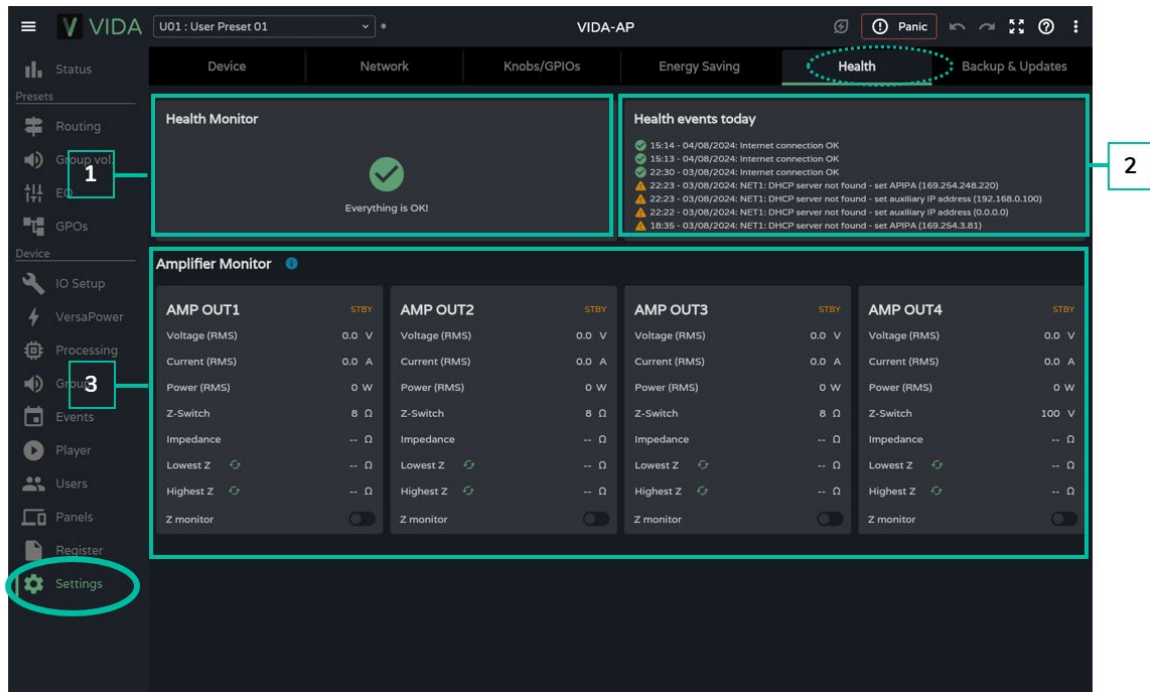 VIDA
U01 : User Preset 01
VIDA-AP
Panic
Status
Device
Network
Knobs/GPIOs
Energy Saving
Health
Backup & Updates
Presets
Routing
Group vol.
EQ
GPOs
Device
IO Setup
VersaPower
Processing
Events
Player
Users
Panels
Register
Settings
1
2
3
Health Monitor
Everything is OK!
Health events today
15:14 - 04/08/2024: Internet connection OK
15:13 - 04/08/2024: Internet connection OK
22:30 - 03/08/2024: Internet connection OK
22:23 - 03/08/2024: NET1: DHCP server not found - set APIPA (169.254.248.220)
22:23 - 03/08/2024: NET1: DHCP server not found - set auxiliary IP address (192.168.0.100)
22:22 - 03/08/2024: NET1: DHCP server not found - set auxiliary IP address (0.0.0.0)
18:35 - 03/08/2024: NET1: DHCP server not found - set APIPA (169.254.3.81)
Amplifier Monitor
AMP OUT1 STBY
Voltage (RMS) 0.0 V
Current (RMS) 0.0 A
Power (RMS) 0 W
Z-Switch 8 Ω
Impedance -- Ω
Lowest Z -- Ω
Highest Z -- Ω
Z monitor
AMP OUT2 STBY
Voltage (RMS) 0.0 V
Current (RMS) 0.0 A
Power (RMS) 0 W
Z-Switch 8 Ω
Impedance -- Ω
Lowest Z -- Ω
Highest Z -- Ω
Z monitor
AMP OUT3 STBY
Voltage (RMS) 0.0 V
Current (RMS) 0.0 A
Power (RMS) 0 W
Z-Switch 8 Ω
Impedance -- Ω
Lowest Z -- Ω
Highest Z -- Ω
Z monitor
AMP OUT4 STBY
Voltage (RMS) 0.0 V
Current (RMS) 0.0 A
Power (RMS) 0 W
Z-Switch 100 V
Impedance -- Ω
Lowest Z -- Ω
Highest Z -- Ω
Z monitor